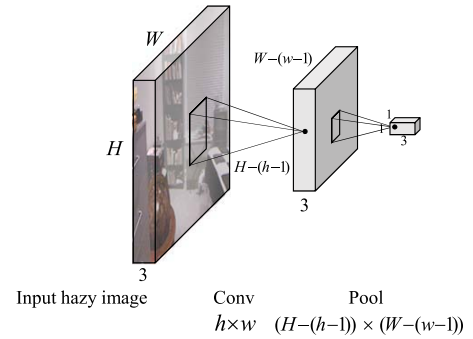 W
H
3
W−(w−1)
H−(h−1)
3
1
1
3
Input hazy image
Conv
Pool
h×w
(H−(h−1)) × (W−(w−1))